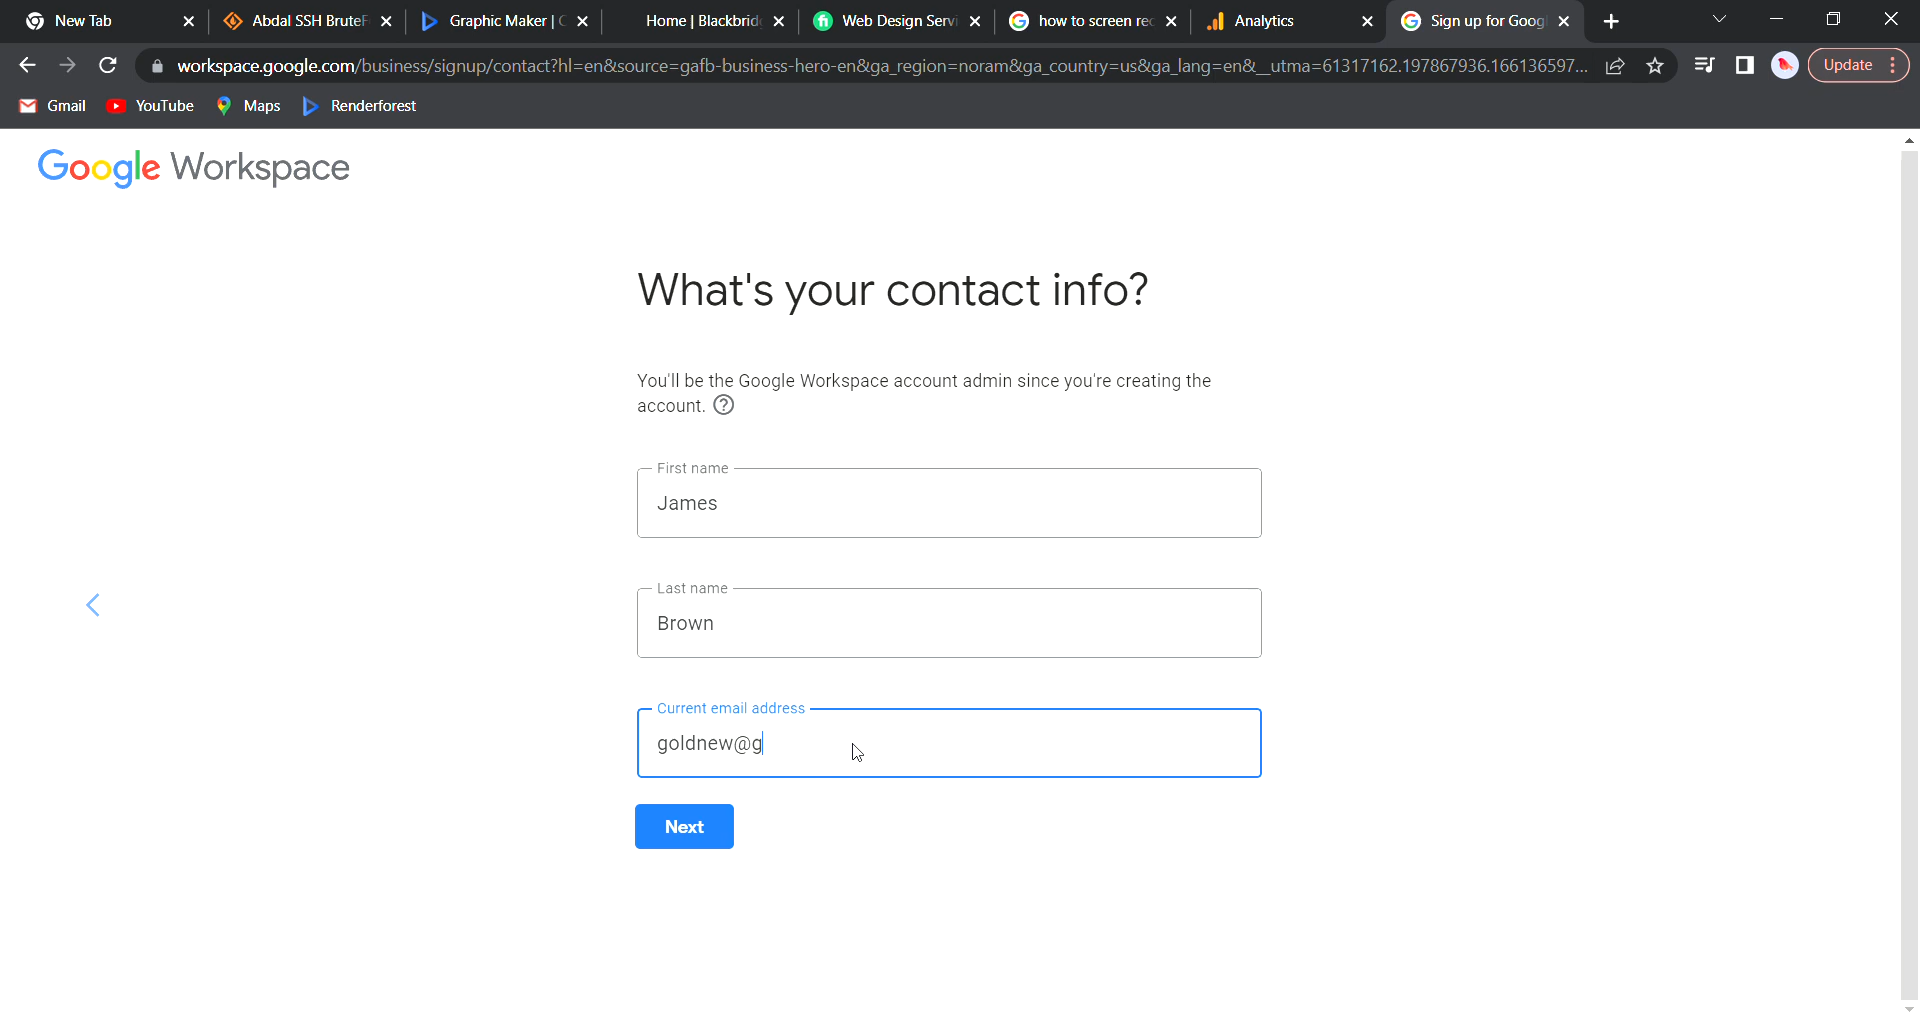 New Tab
Abdal SSH BruteF
Graphic Maker | C
Home | Blackbrid
Web Design Servi
how to screen rec
Analytics
Sign up for Goog
workspace.google.com/business/signup/contact?hl=en&source=gafb-business-hero-en&ga_region=noram&ga_country=us&ga_lang=en&__utma=61317162.197867936.166136597...
Update
Gmail
YouTube
Maps
Renderforest
Google Workspace
What's your contact info?
You'll be the Google Workspace account admin since you're creating the
account.
First name
James
Last name
Brown
Current email address
goldnew@g
Next